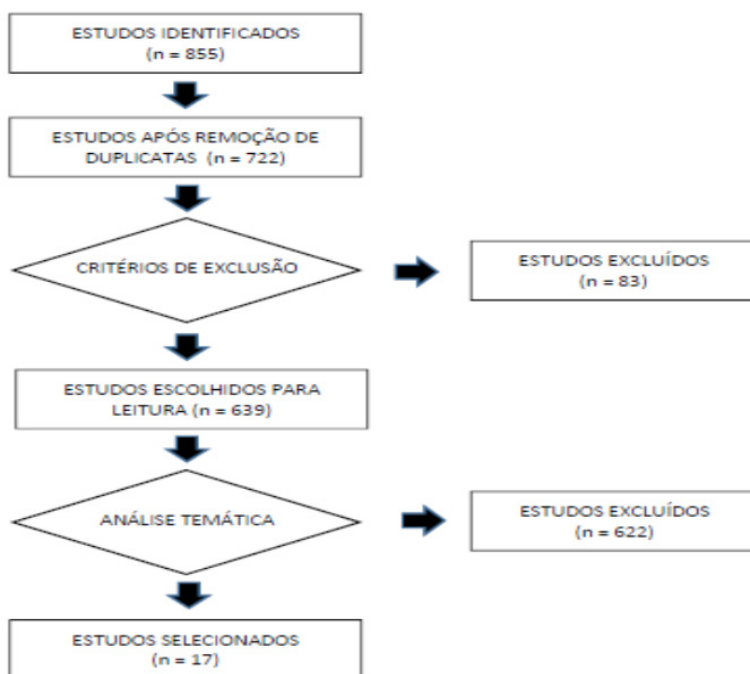 ESTUDOS IDENTIFICADOS
(n = 855)
ESTUDOS APÓS REMOÇÃO DE
DUPLICATAS (n = 722)
CRITÉRIOS DE EXCLUSÃO
ESTUDOS EXCLUÍDOS
(n = 83)
ESTUDOS ESCOLHIDOS PARA
LEITURA (n = 639)
ANÁLISE TEMÁTICA
ESTUDOS EXCLUÍDOS
(n = 622)
ESTUDOS SELECIONADOS
(n = 17)